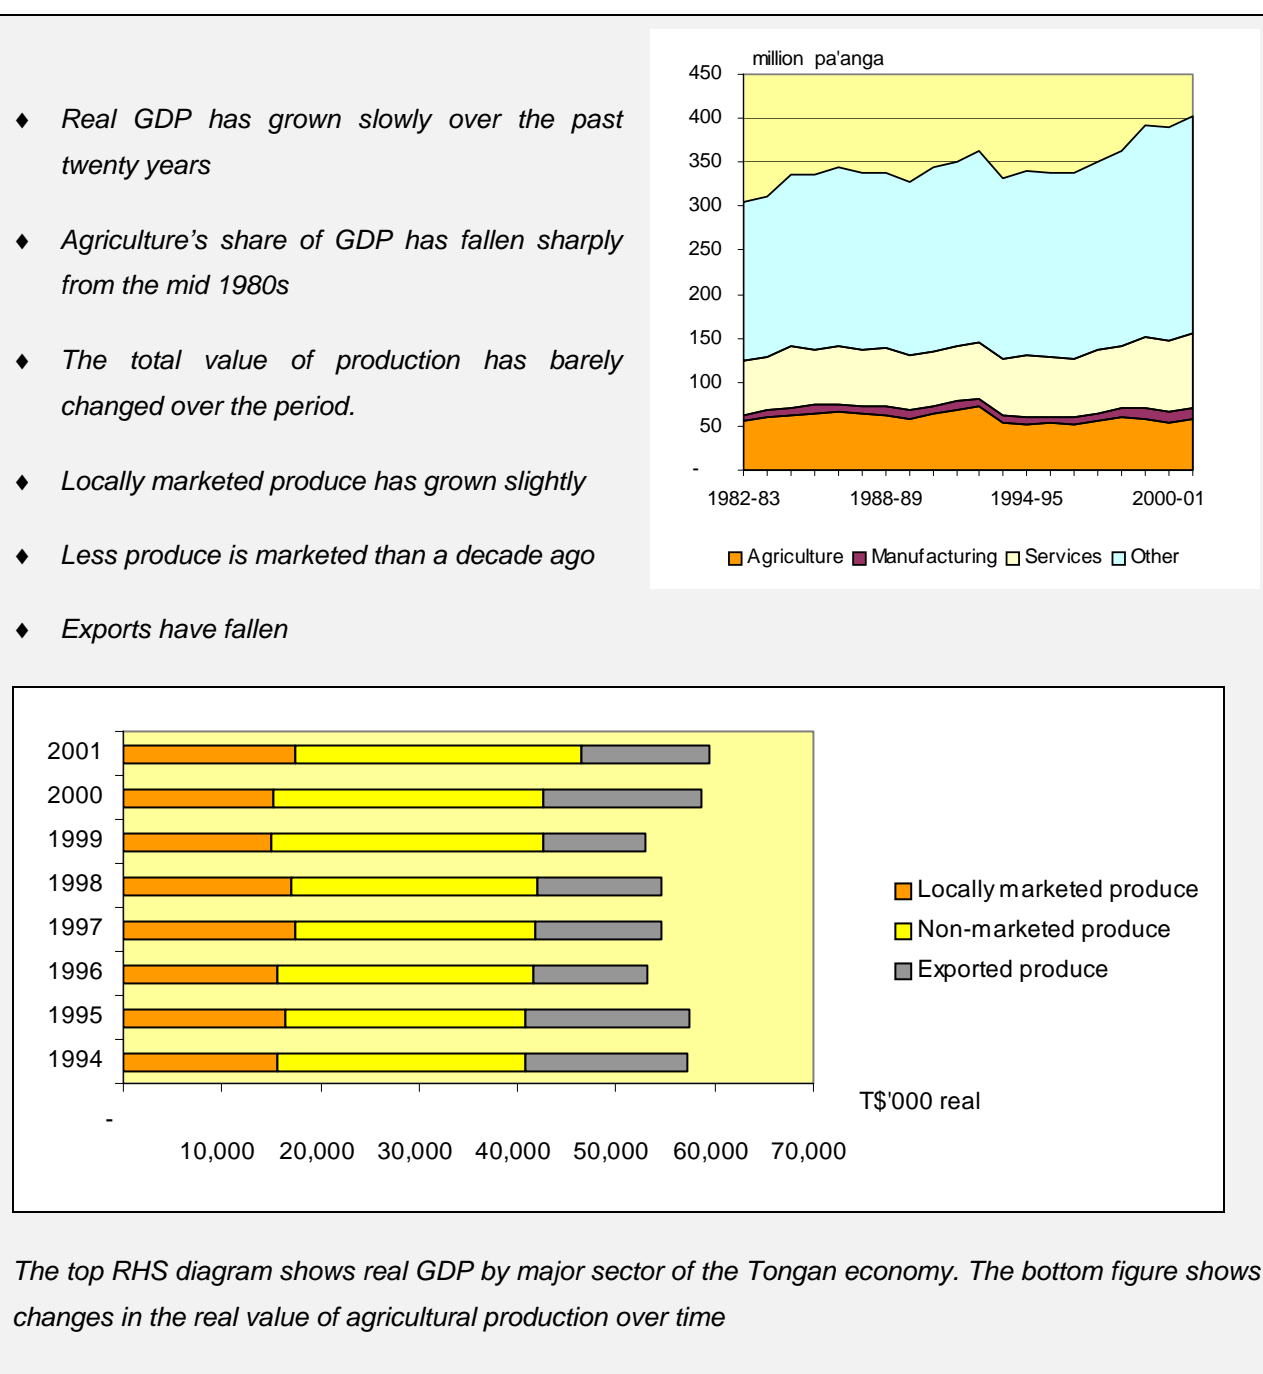 ♦ Real GDP has grown slowly over the past
twenty years
♦ Agriculture’s share of GDP has fallen sharply
from the mid 1980s
♦ The total value of production has barely
changed over the period.
♦ Locally marketed produce has grown slightly
♦ Less produce is marketed than a decade ago
♦ Exports have fallen
million pa'anga
450
400
350
300
250
200
150
100
50
-
1982-83 1988-89 1994-95 2000-01
Agriculture Manufacturing Services Other
2001
2000
1999
1998
1997
1996
1995
1994
-
10,000 20,000 30,000 40,000 50,000 60,000 70,000
T$'000 real
Locally marketed produce
Non-marketed produce
Exported produce
The top RHS diagram shows real GDP by major sector of the Tongan economy. The bottom figure shows
changes in the real value of agricultural production over time